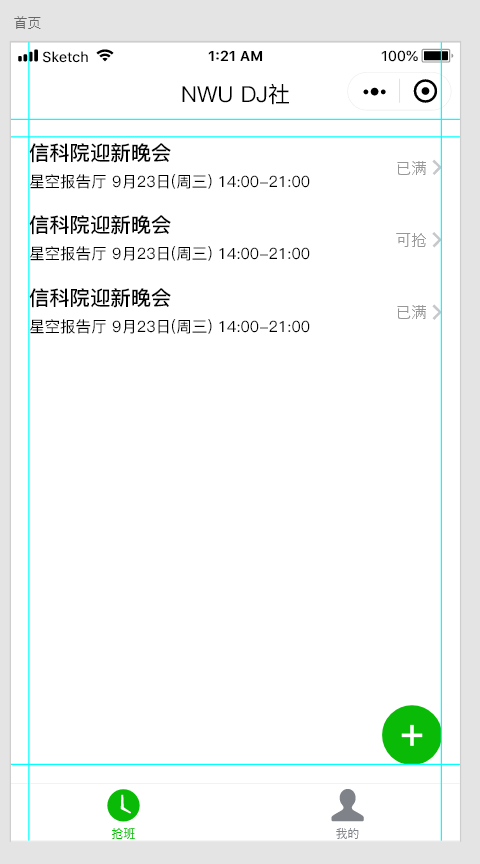 首页
Sketch 1:21 AM 100%
NWU DJ社
信科院迎新晚会
星空报告厅 9月23日(周三) 14:00-21:00
已满
信科院迎新晚会
星空报告厅 9月23日(周三) 14:00-21:00
可抢
信科院迎新晚会
星空报告厅 9月23日(周三) 14:00-21:00
已满
抢班 我的